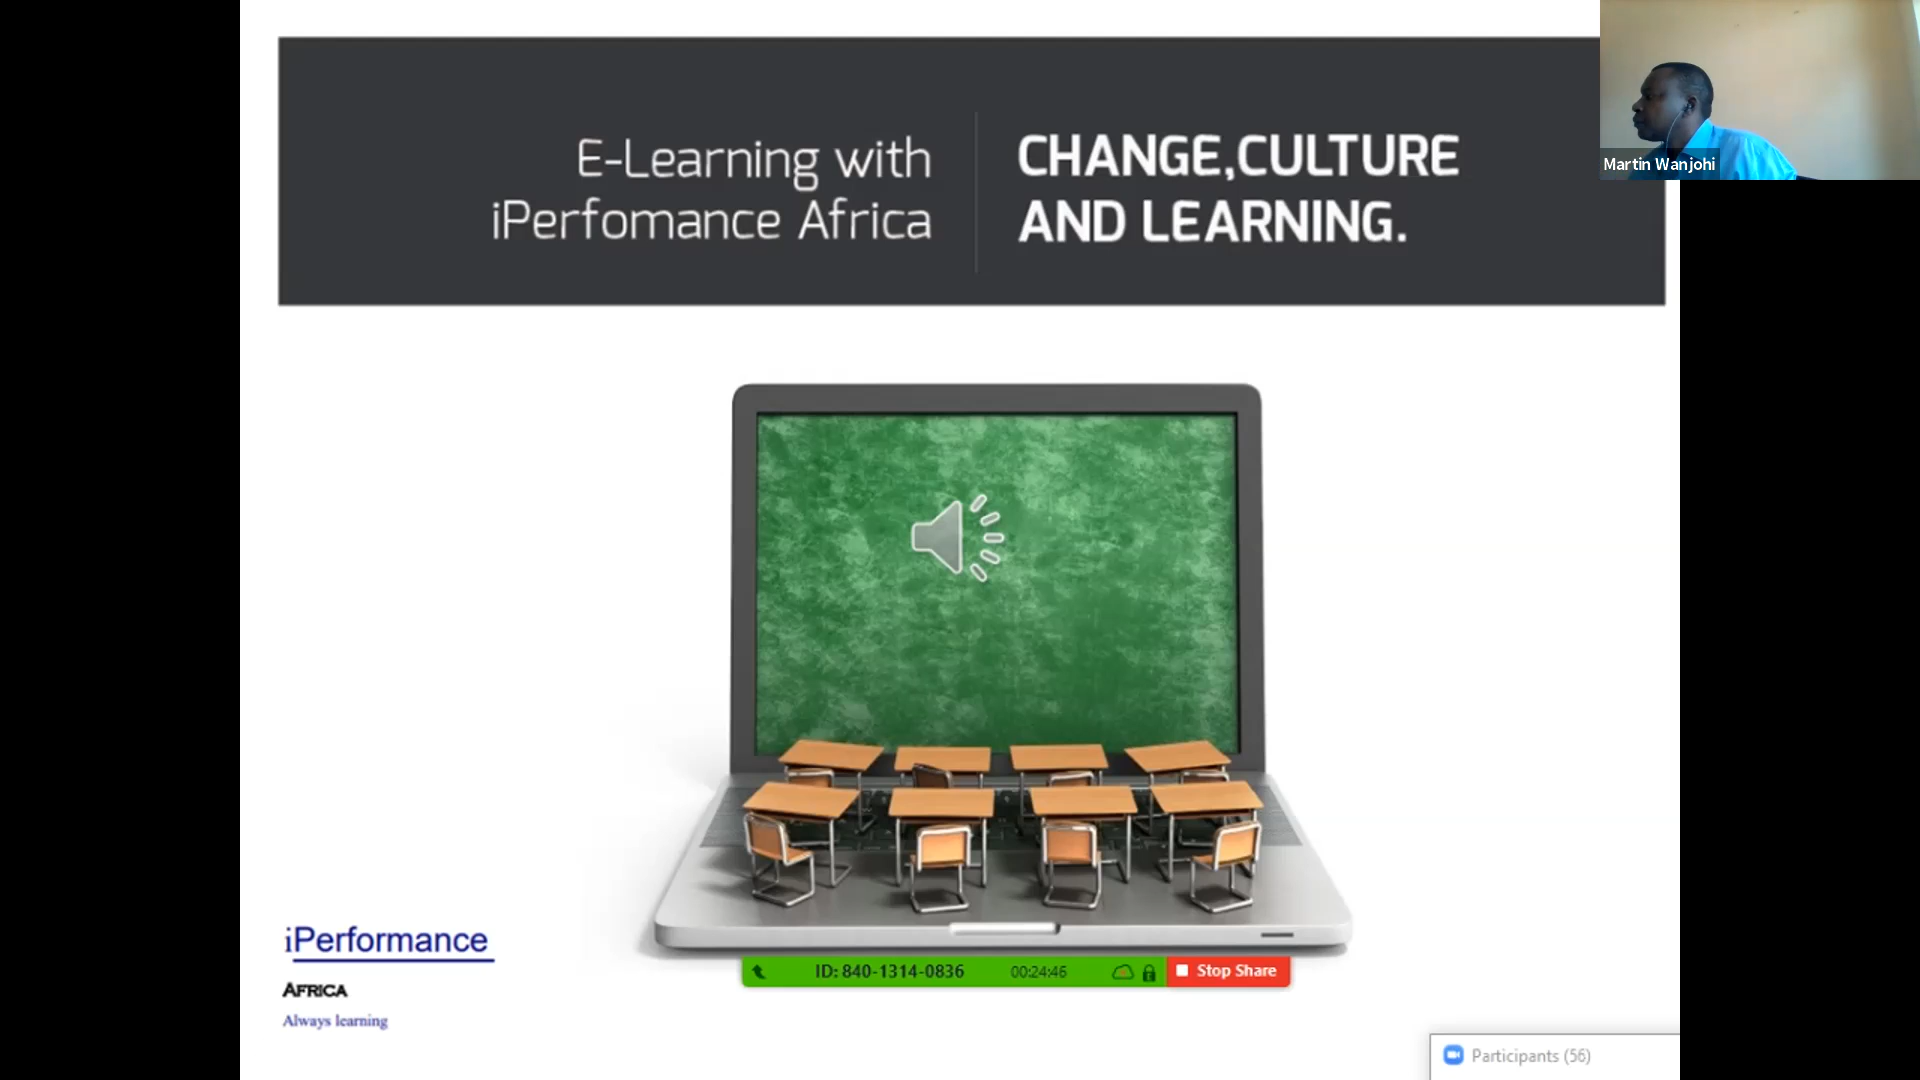 E-Learning with
iPerfomance Africa
CHANGE,CULTURE
AND LEARNING.
Martin Wanjohi
iPerformance
AFRICA
Always learning
ID: 840-1314-0836 00:24:46 Stop Share
Participants (56)